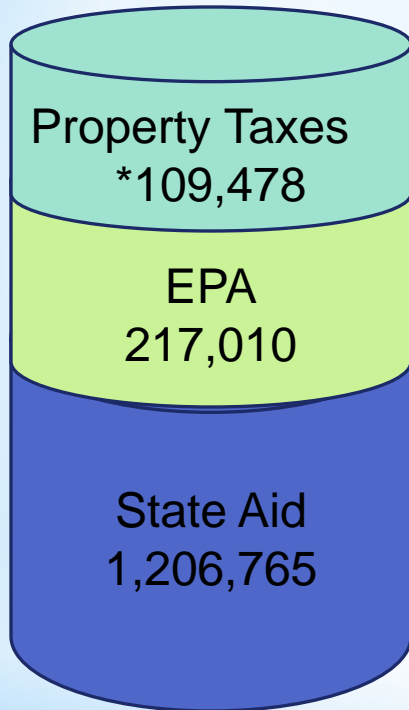 Property Taxes
*109,478
EPA
217,010
State Aid
1,206,765